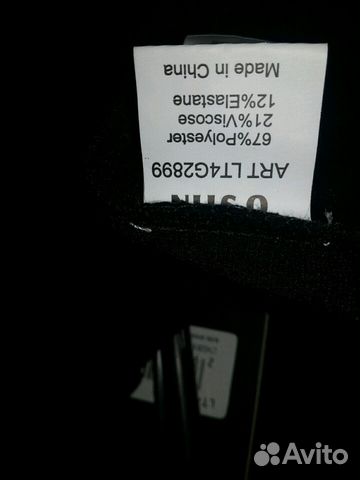 ART LT4G2899
67%Polyester
21%Viscose
12%Elastane
Made in China
Avito